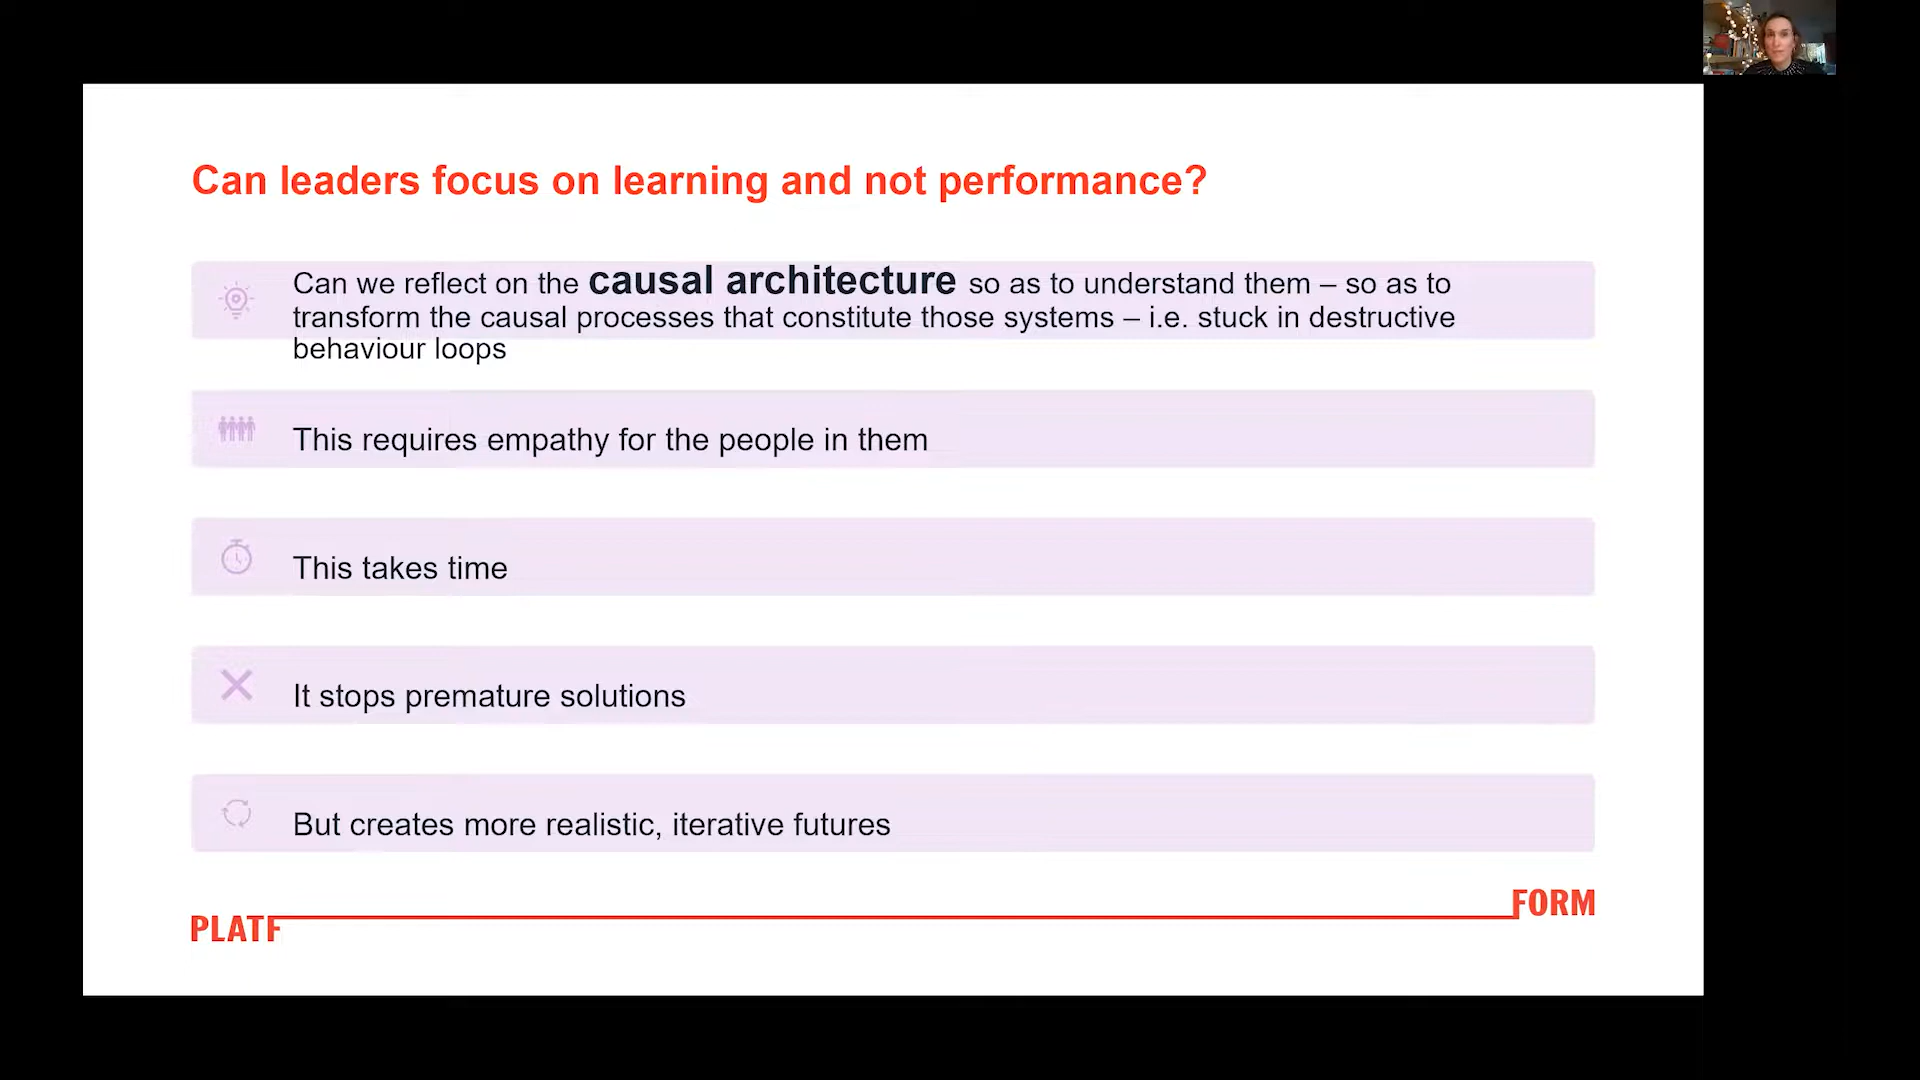 Can leaders focus on learning and not performance?
Can we reflect on the causal architecture so as to understand them – so as to
transform the causal processes that constitute those systems – i.e. stuck in destructive
behaviour loops
This requires empathy for the people in them
This takes time
It stops premature solutions
But creates more realistic, iterative futures
PLATFORM